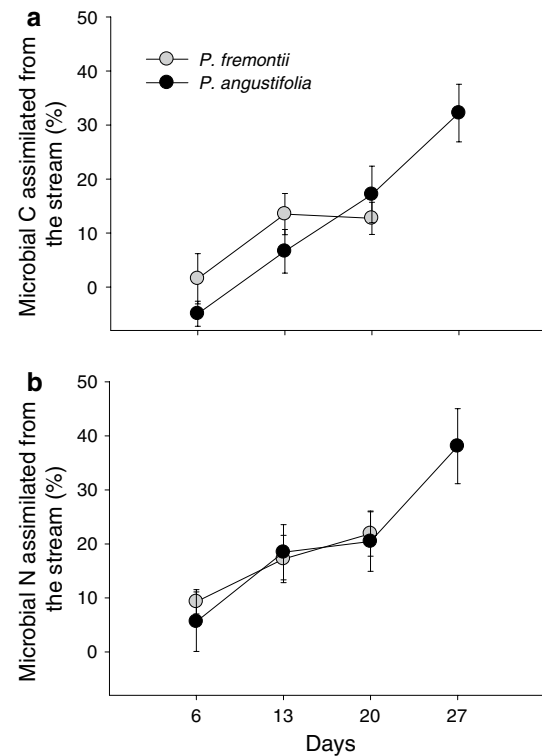 a
50
40
30
20
10
0
Microbial C assimilated from
the stream (%)
P. fremontii
P. angustifolia
b
50
40
30
20
10
0
Microbial N assimilated from
the stream (%)
6 13 20 27
Days